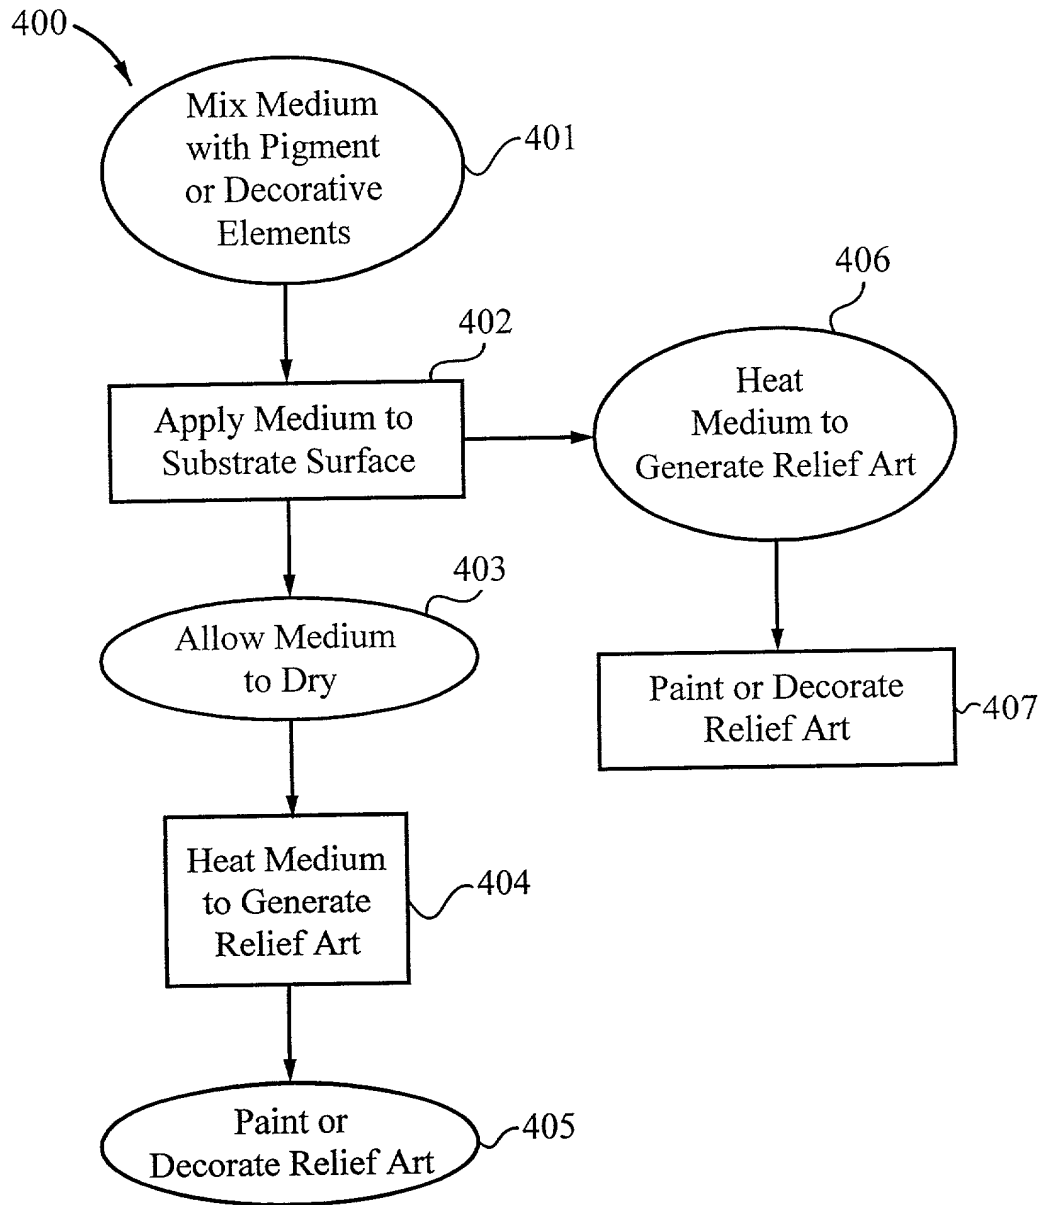 400
Mix Medium
with Pigment
or Decorative
Elements
401
402
Apply Medium to
Substrate Surface
406
Heat
Medium to
Generate Relief Art
403
Allow Medium
to Dry
Paint or Decorate
Relief Art
407
Heat Medium
to Generate
Relief Art
404
Paint or
Decorate Relief Art
405